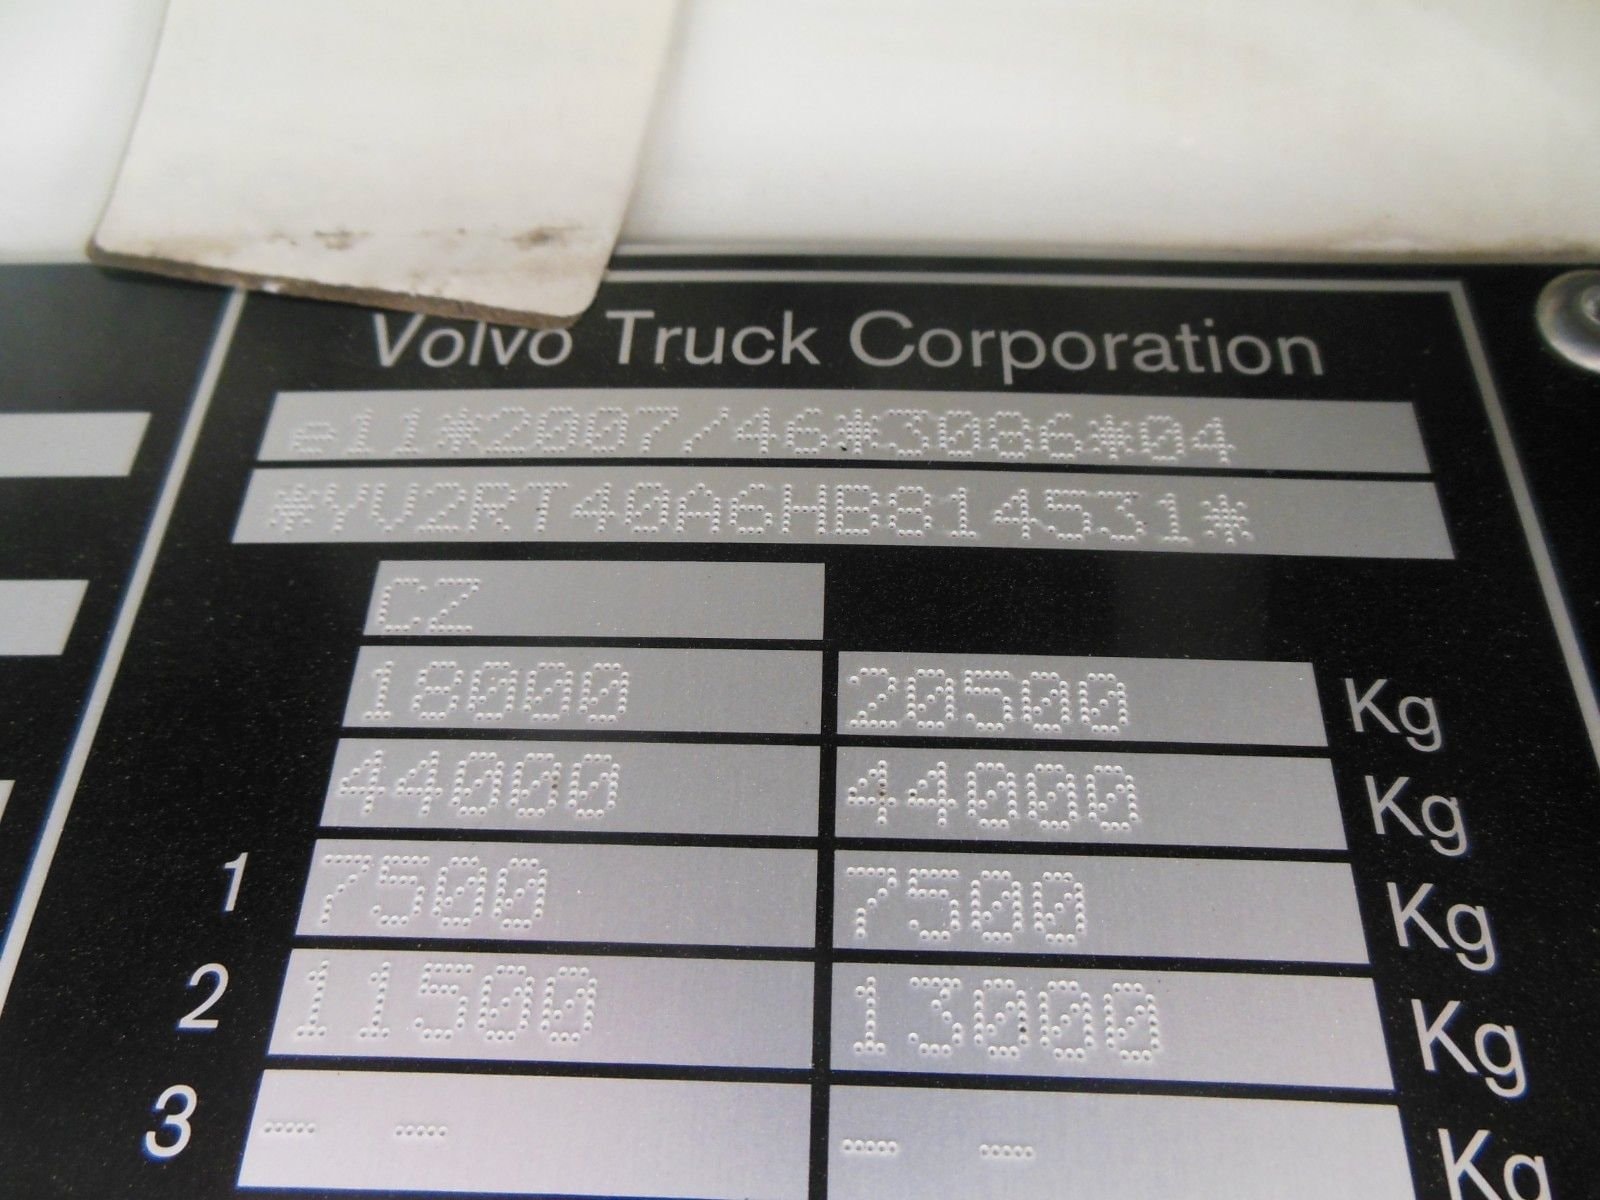 Volvo Truck Corporation
e11*2007/46*3086*04
*YV2RT40A6HB814531*
CZ
18000 20500 Kg
44000 44000 Kg
1 7500 7500 Kg
2 11500 13000 Kg
3 -- -- -- -- Kg